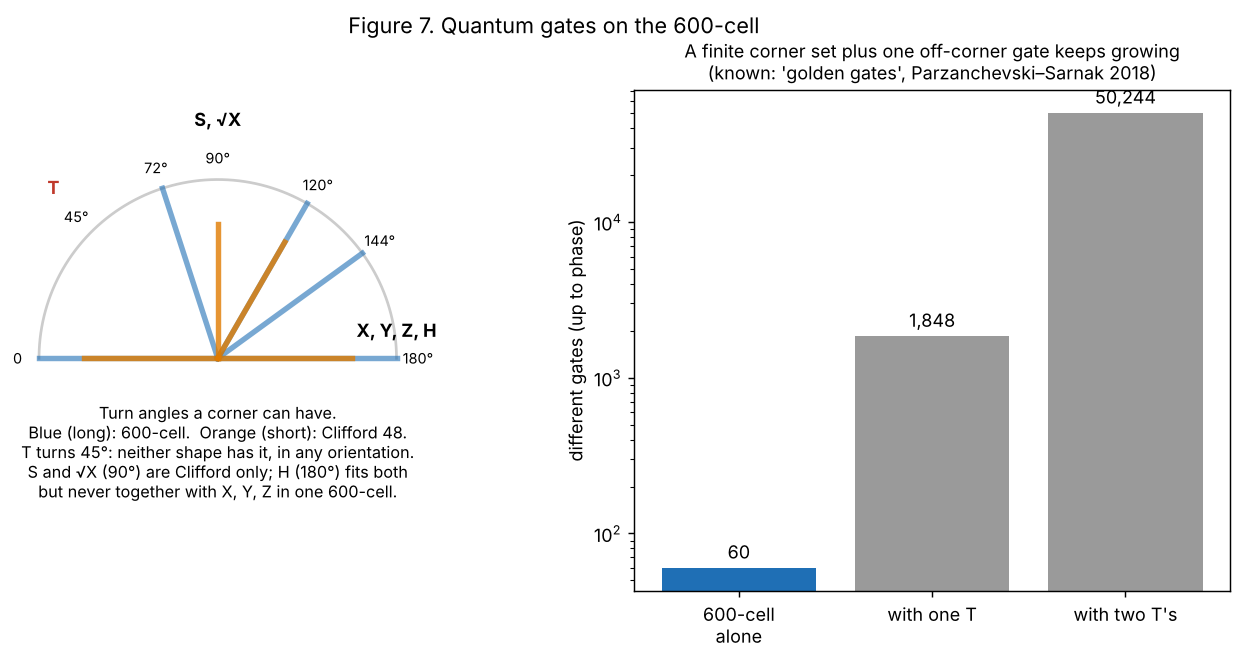 Figure 7. Quantum gates on the 600-cell
S, √X
90°
72°
120°
T
45°
144°
X, Y, Z, H
0
180°
Turn angles a corner can have.
Blue (long): 600-cell.  Orange (short): Clifford 48.
T turns 45°: neither shape has it, in any orientation.
S and √X (90°) are Clifford only; H (180°) fits both
but never together with X, Y, Z in one 600-cell.
A finite corner set plus one off-corner gate keeps growing
(known: 'golden gates', Parzanchevski–Sarnak 2018)
different gates (up to phase)
10⁴
10³
10²
60
1,848
50,244
600-cell
alone
with one T
with two T's